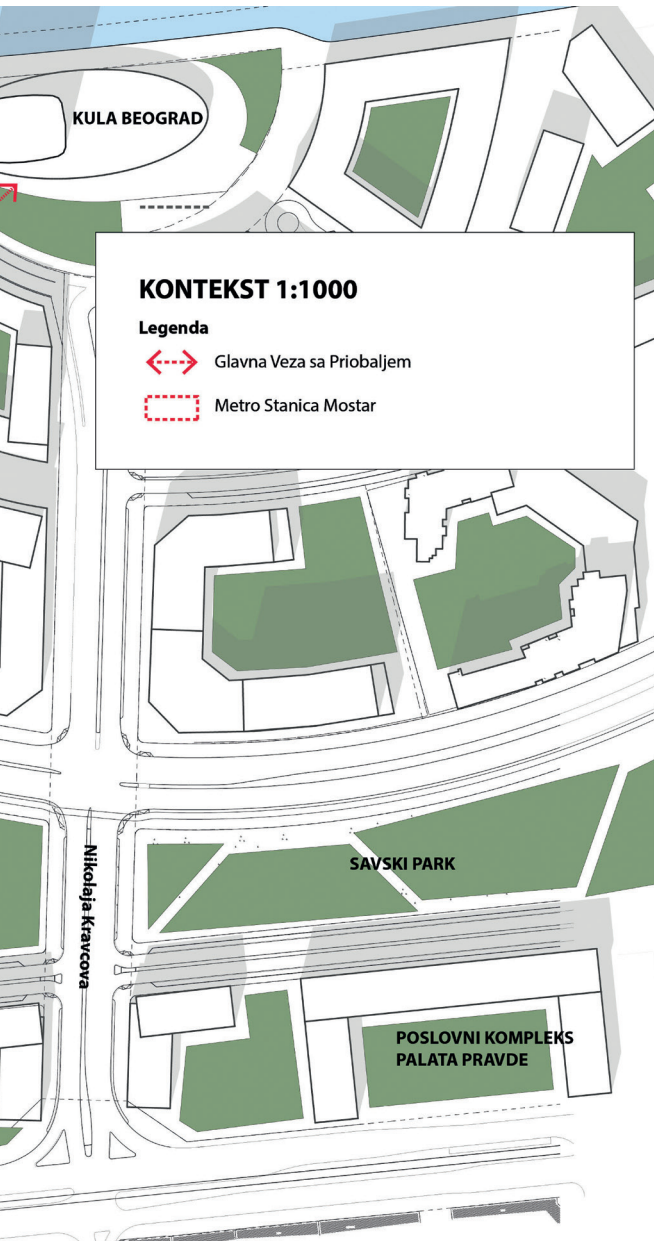 KULA BEOGRAD
KONTEKST 1:1000
Legenda
Glavna Veza sa Priobaljem
Metro Stanica Mostar
Nikolaja Kravcova
SAVSKI PARK
POSLOVNI KOMPLEKS
PALATA PRAVDE